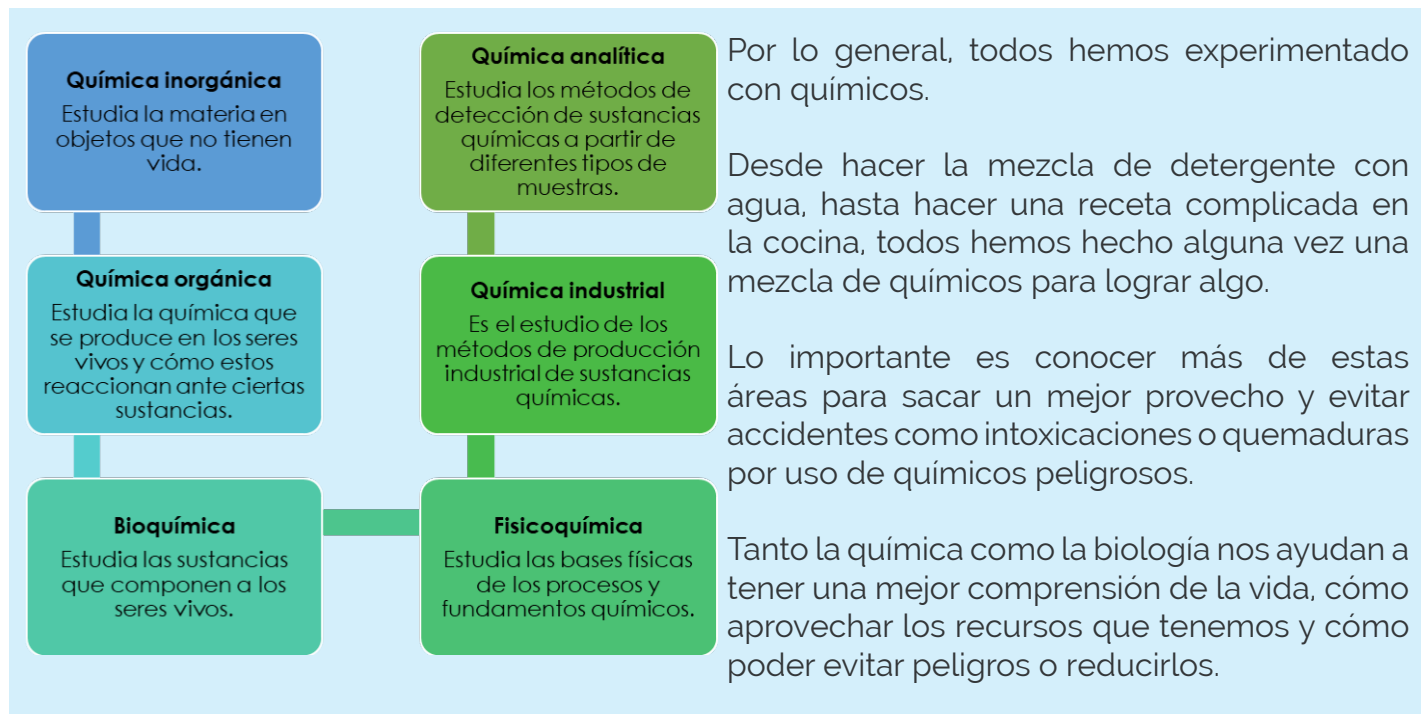 Química inorgánica
Estudia la materia en
objetos que no tienen
vida.
Química orgánica
Estudia la química que
se produce en los seres
vivos y cómo estos
reaccionan ante ciertas
sustancias.
Bioquímica
Estudia las sustancias
que componen a los
seres vivos.
Fisicoquímica
Estudia las bases físicas
de los procesos y
fundamentos químicos.
Química industrial
Es el estudio de los
métodos de producción
industrial de sustancias
químicas.
Química analítica
Estudia los métodos de
detección de sustancias
químicas a partir de
diferentes tipos de
muestras.
Por lo general, todos hemos experimentado
con químicos.
Desde hacer la mezcla de detergente con
agua, hasta hacer una receta complicada en
la cocina, todos hemos hecho alguna vez una
mezcla de químicos para lograr algo.
Lo importante es conocer más de estas
áreas para sacar un mejor provecho y evitar
accidentes como intoxicaciones o quemaduras
por uso de químicos peligrosos.
Tanto la química como la biología nos ayudan a
tener una mejor comprensión de la vida, cómo
aprovechar los recursos que tenemos y cómo
poder evitar peligros o reducirlos.